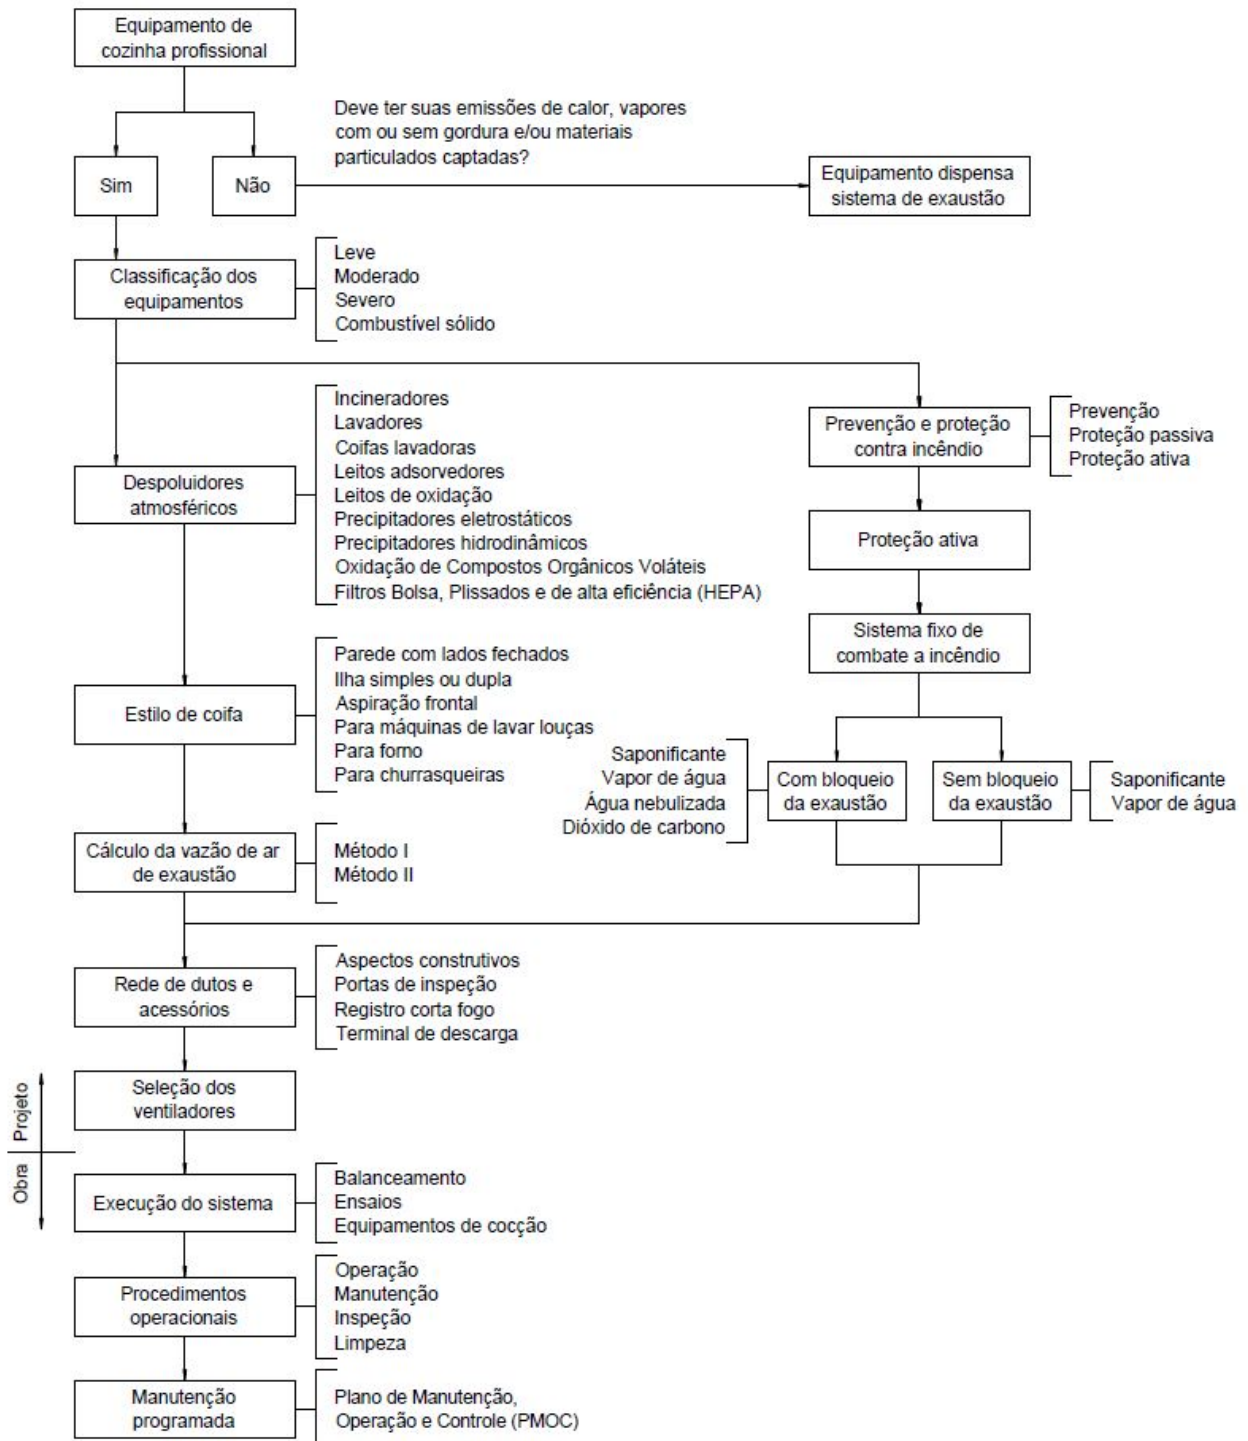 Equipamento de
cozinha profissional
Deve ter suas emissões de calor, vapores
com ou sem gordura e/ou materiais
particulados captadas?
Sim
Não
Equipamento dispensa
sistema de exaustão
Classificação dos
equipamentos
Leve
Moderado
Severo
Combustível sólido
Despoluidores
atmosféricos
Incineradores
Lavadores
Coifas lavadoras
Leitos adsorvedores
Leitos de oxidação
Precipitadores eletrostáticos
Precipitadores hidrodinâmicos
Oxidação de Compostos Orgânicos Voláteis
Filtros Bolsa, Plissados e de alta eficiência (HEPA)
Prevenção e proteção
contra incêndio
Prevenção
Proteção passiva
Proteção ativa
Proteção ativa
Sistema fixo de
combate a incêndio
Estilo de coifa
Parede com lados fechados
Ilha simples ou dupla
Aspiração frontal
Para máquinas de lavar louças
Para forno
Para churrasqueiras
Saponificante
Vapor de água
Água nebulizada
Dióxido de carbono
Com bloqueio
da exaustão
Sem bloqueio
da exaustão
Saponificante
Vapor de água
Cálculo da vazão de ar
de exaustão
Método I
Método II
Rede de dutos e
acessórios
Aspectos construtivos
Portas de inspeção
Registro corta fogo
Terminal de descarga
Seleção dos
ventiladores
Projeto
Obra
Execução do sistema
Balanceamento
Ensaios
Equipamentos de cocção
Procedimentos
operacionais
Operação
Manutenção
Inspeção
Limpeza
Manutenção
programada
Plano de Manutenção,
Operação e Controle (PMOC)